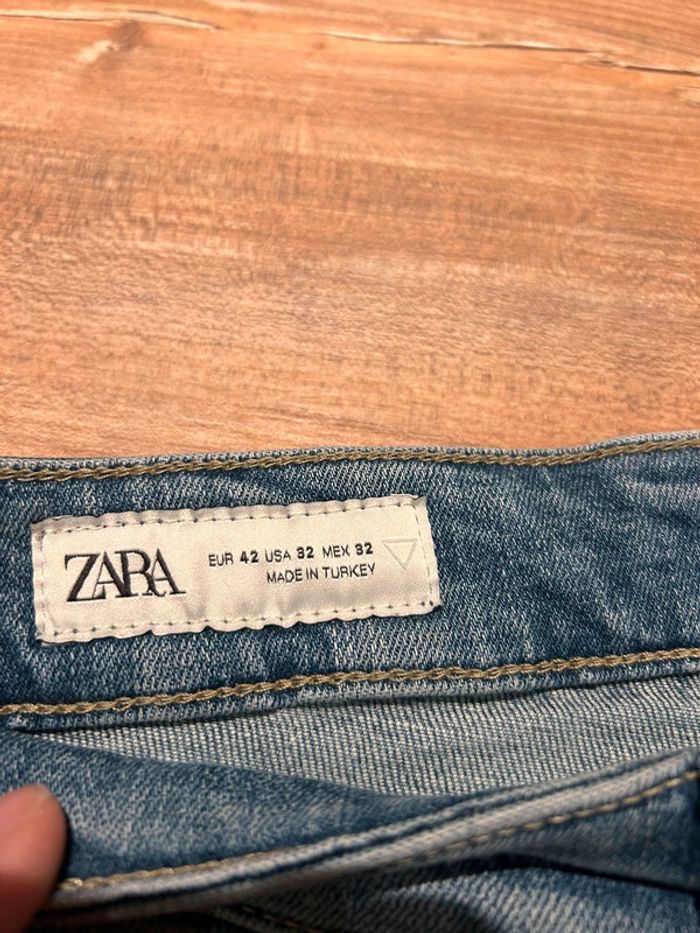 ZARA
EUR 42 USA 32 MEX 32
MADE IN TURKEY